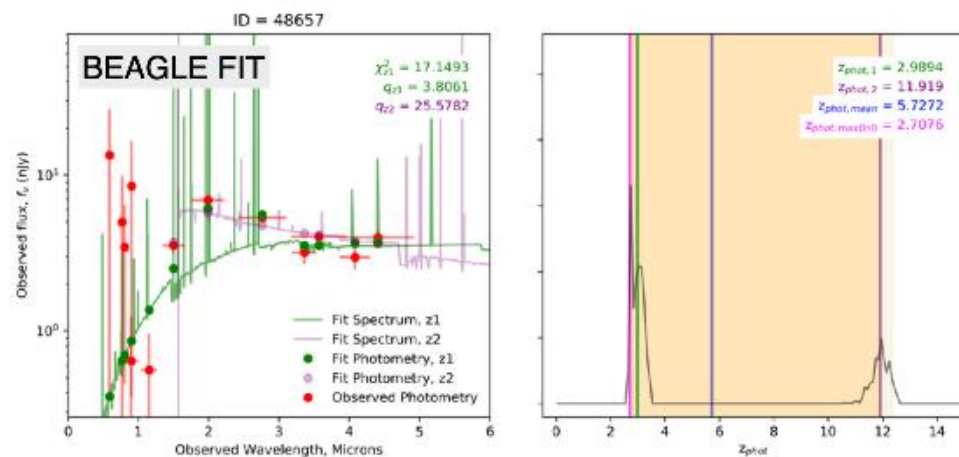 ID = 48657
BEAGLE FIT
χ²z1 = 17.1493
qz1 = 3.8061
qz2 = 25.5782
Observed flux, fν (nJy)
10¹
10⁰
Fit Spectrum, z1
Fit Spectrum, z2
Fit Photometry, z1
Fit Photometry, z2
Observed Photometry
0 1 2 3 4 5 6
Observed Wavelength, Microns
zphot,1 = 2.9894
zphot,2 = 11.919
zphot,mean = 5.7272
zphot,max(lnl) = 2.7076
0 2 4 6 8 10 12 14
zphot